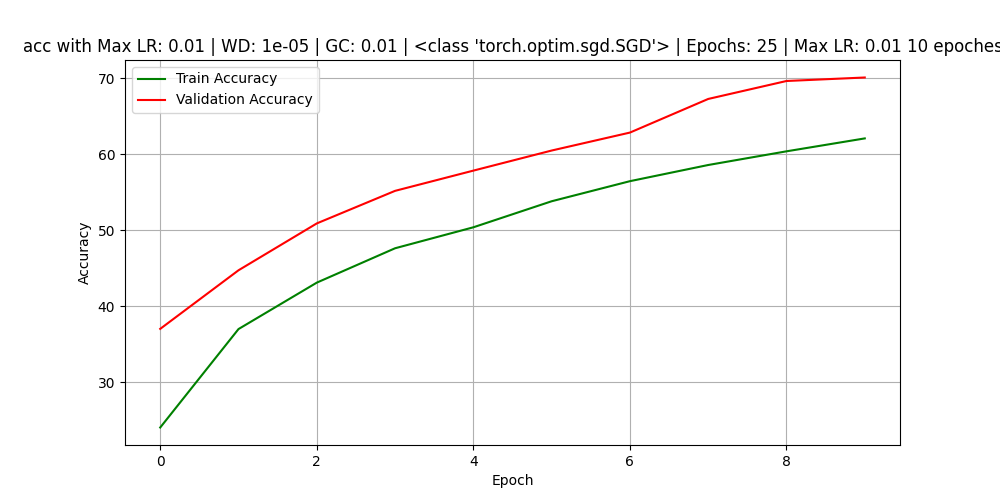 acc with Max LR: 0.01 | WD: 1e-05 | GC: 0.01 | <class 'torch.optim.sgd.SGD'> | Epochs: 25 | Max LR: 0.01 10 epoches
Train Accuracy
Validation Accuracy
70
60
50
40
30
Accuracy
0 2 4 6 8
Epoch